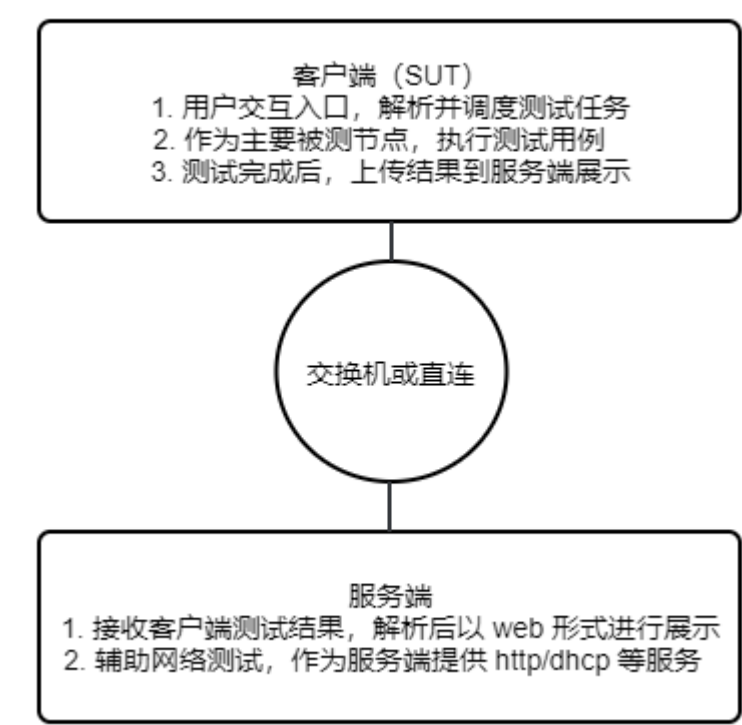 客户端（SUT）
1. 用户交互入口，解析并调度测试任务
2. 作为主要被测节点，执行测试用例
3. 测试完成后，上传结果到服务端展示
交换机或直连
服务端
1. 接收客户端测试结果，解析后以 web 形式进行展示
2. 辅助网络测试，作为服务端提供 http/dhcp 等服务